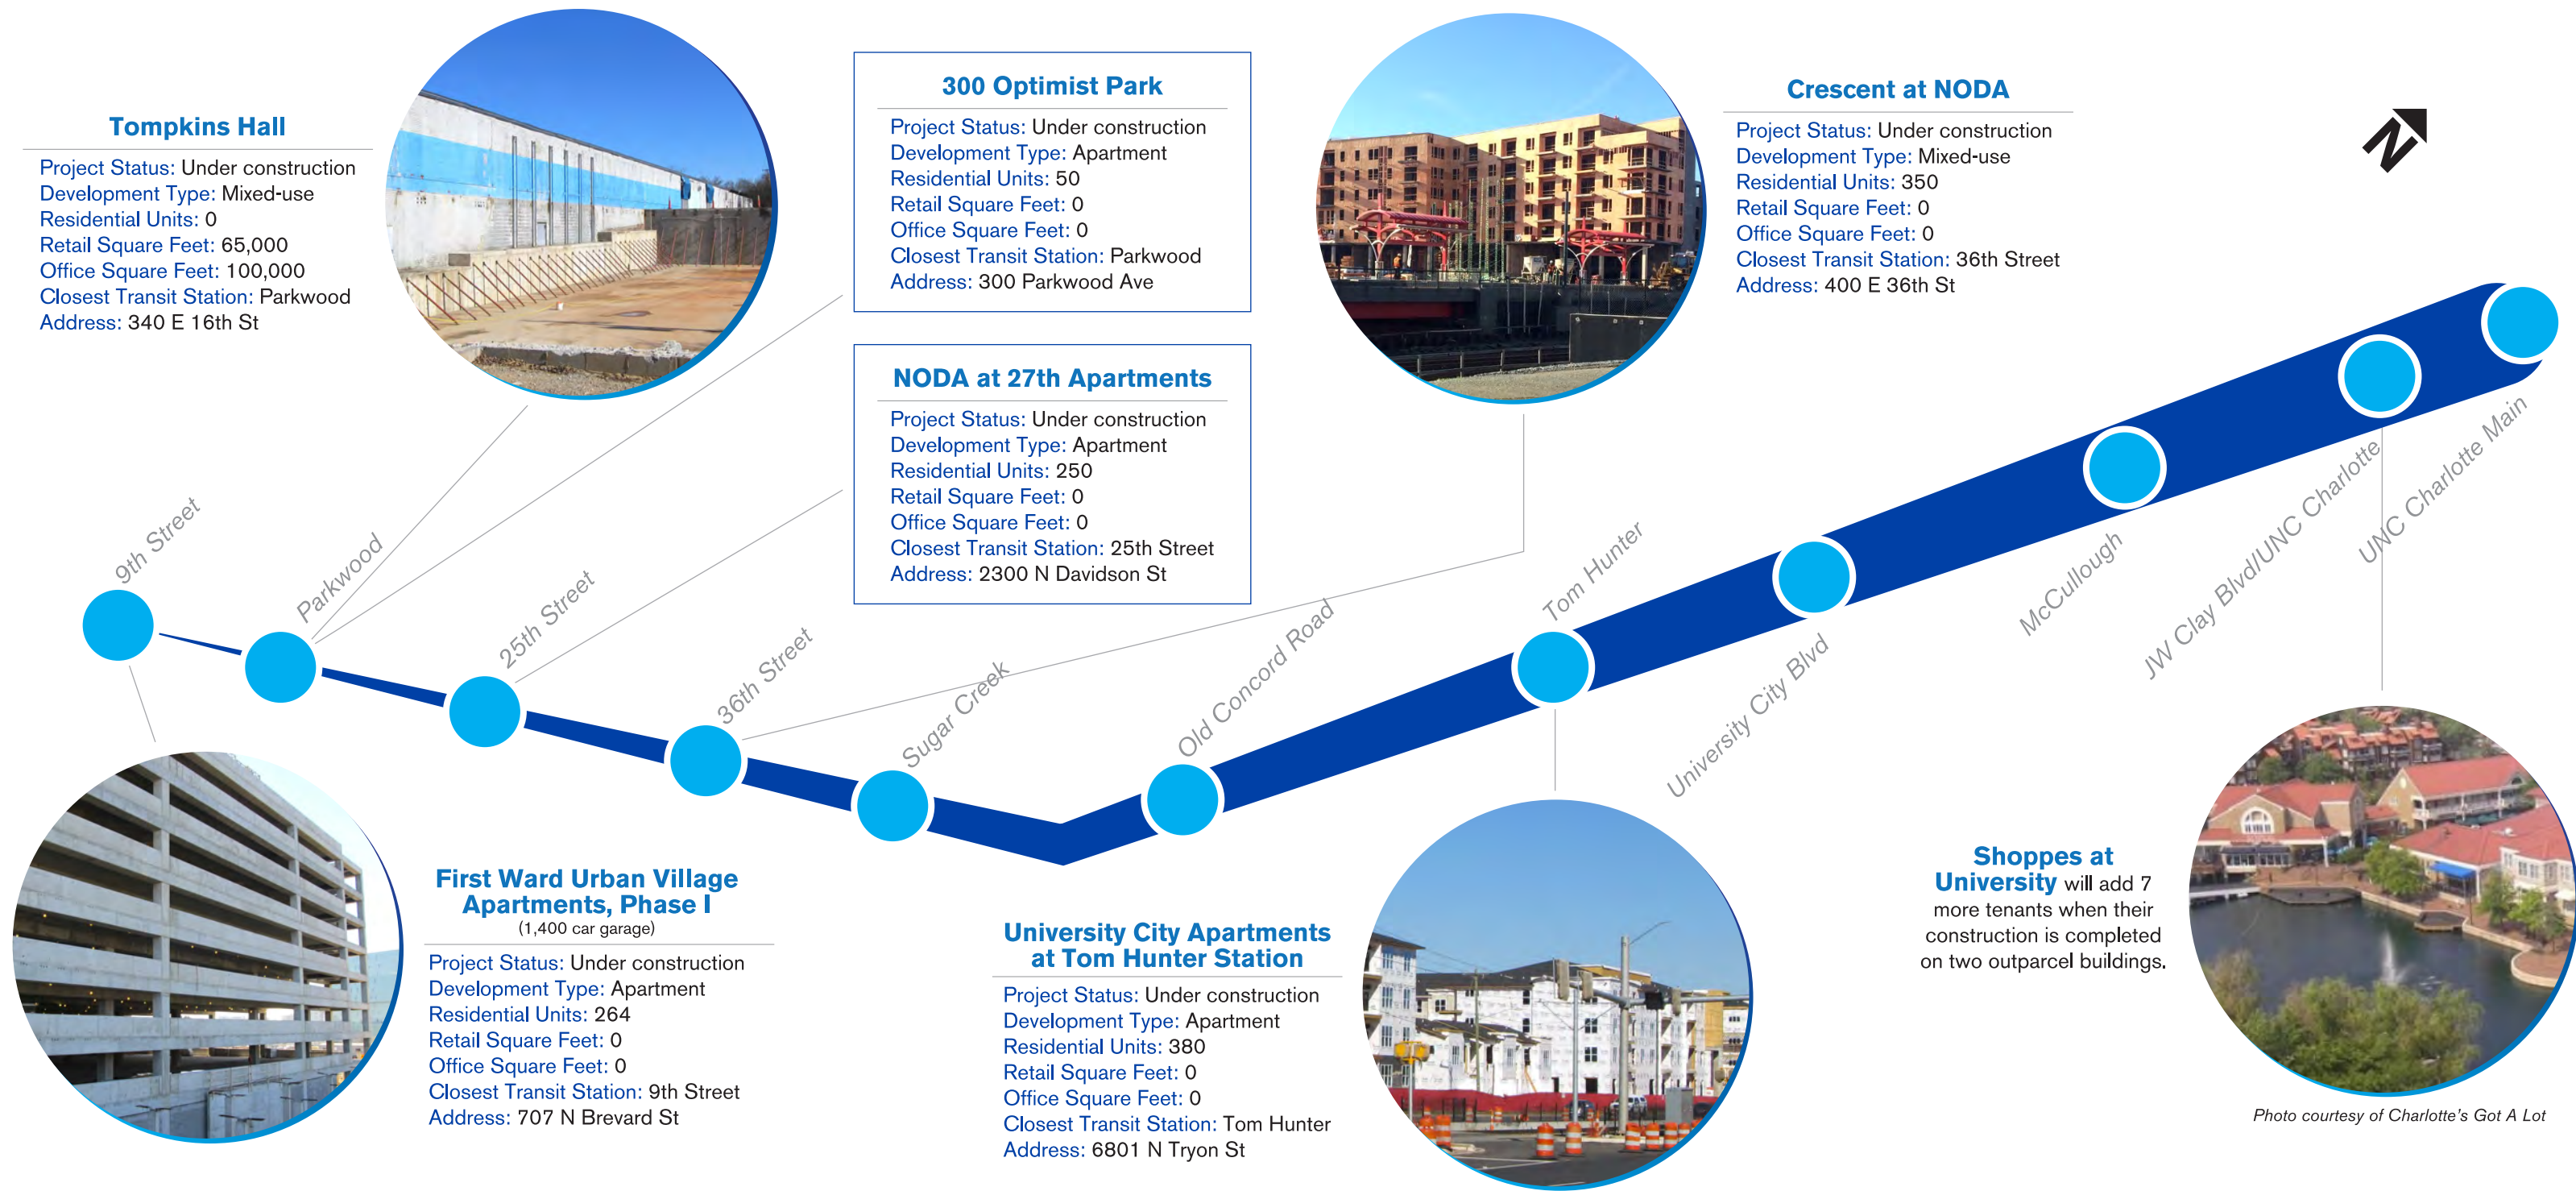 Tompkins Hall
Project Status: Under construction
Development Type: Mixed-use
Residential Units: 0
Retail Square Feet: 65,000
Office Square Feet: 100,000
Closest Transit Station: Parkwood
Address: 340 E 16th St
300 Optimist Park
Project Status: Under construction
Development Type: Apartment
Residential Units: 50
Retail Square Feet: 0
Office Square Feet: 0
Closest Transit Station: Parkwood
Address: 300 Parkwood Ave
NODA at 27th Apartments
Project Status: Under construction
Development Type: Apartment
Residential Units: 250
Retail Square Feet: 0
Office Square Feet: 0
Closest Transit Station: 25th Street
Address: 2300 N Davidson St
Crescent at NODA
Project Status: Under construction
Development Type: Mixed-use
Residential Units: 350
Retail Square Feet: 0
Office Square Feet: 0
Closest Transit Station: 36th Street
Address: 400 E 36th St
N
9th Street
Parkwood
25th Street
36th Street
Sugar Creek
Old Concord Road
Tom Hunter
University City Blvd
McCullough
JW Clay Blvd/UNC Charlotte
UNC Charlotte Main
First Ward Urban Village
Apartments, Phase I
(1,400 car garage)
Project Status: Under construction
Development Type: Apartment
Residential Units: 264
Retail Square Feet: 0
Office Square Feet: 0
Closest Transit Station: 9th Street
Address: 707 N Brevard St
University City Apartments
at Tom Hunter Station
Project Status: Under construction
Development Type: Apartment
Residential Units: 380
Retail Square Feet: 0
Office Square Feet: 0
Closest Transit Station: Tom Hunter
Address: 6801 N Tryon St
Shoppes at
University will add 7
more tenants when their
construction is completed
on two outparcel buildings.
Photo courtesy of Charlotte's Got A Lot